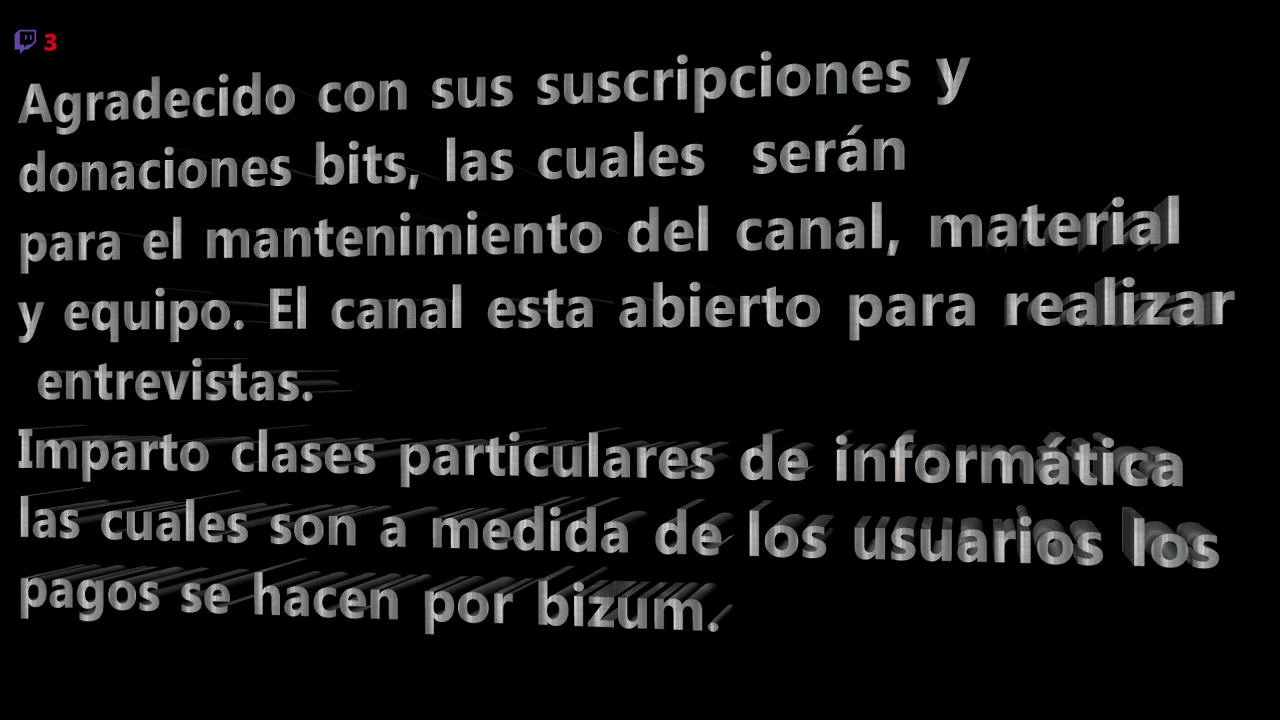 3
Agradecido con sus suscripciones y
donaciones bits, las cuales serán
para el mantenimiento del canal, material
y equipo. El canal esta abierto para realizar
entrevistas.
Imparto clases particulares de informática
las cuales son a medida de los usuarios los
pagos se hacen por bizum.